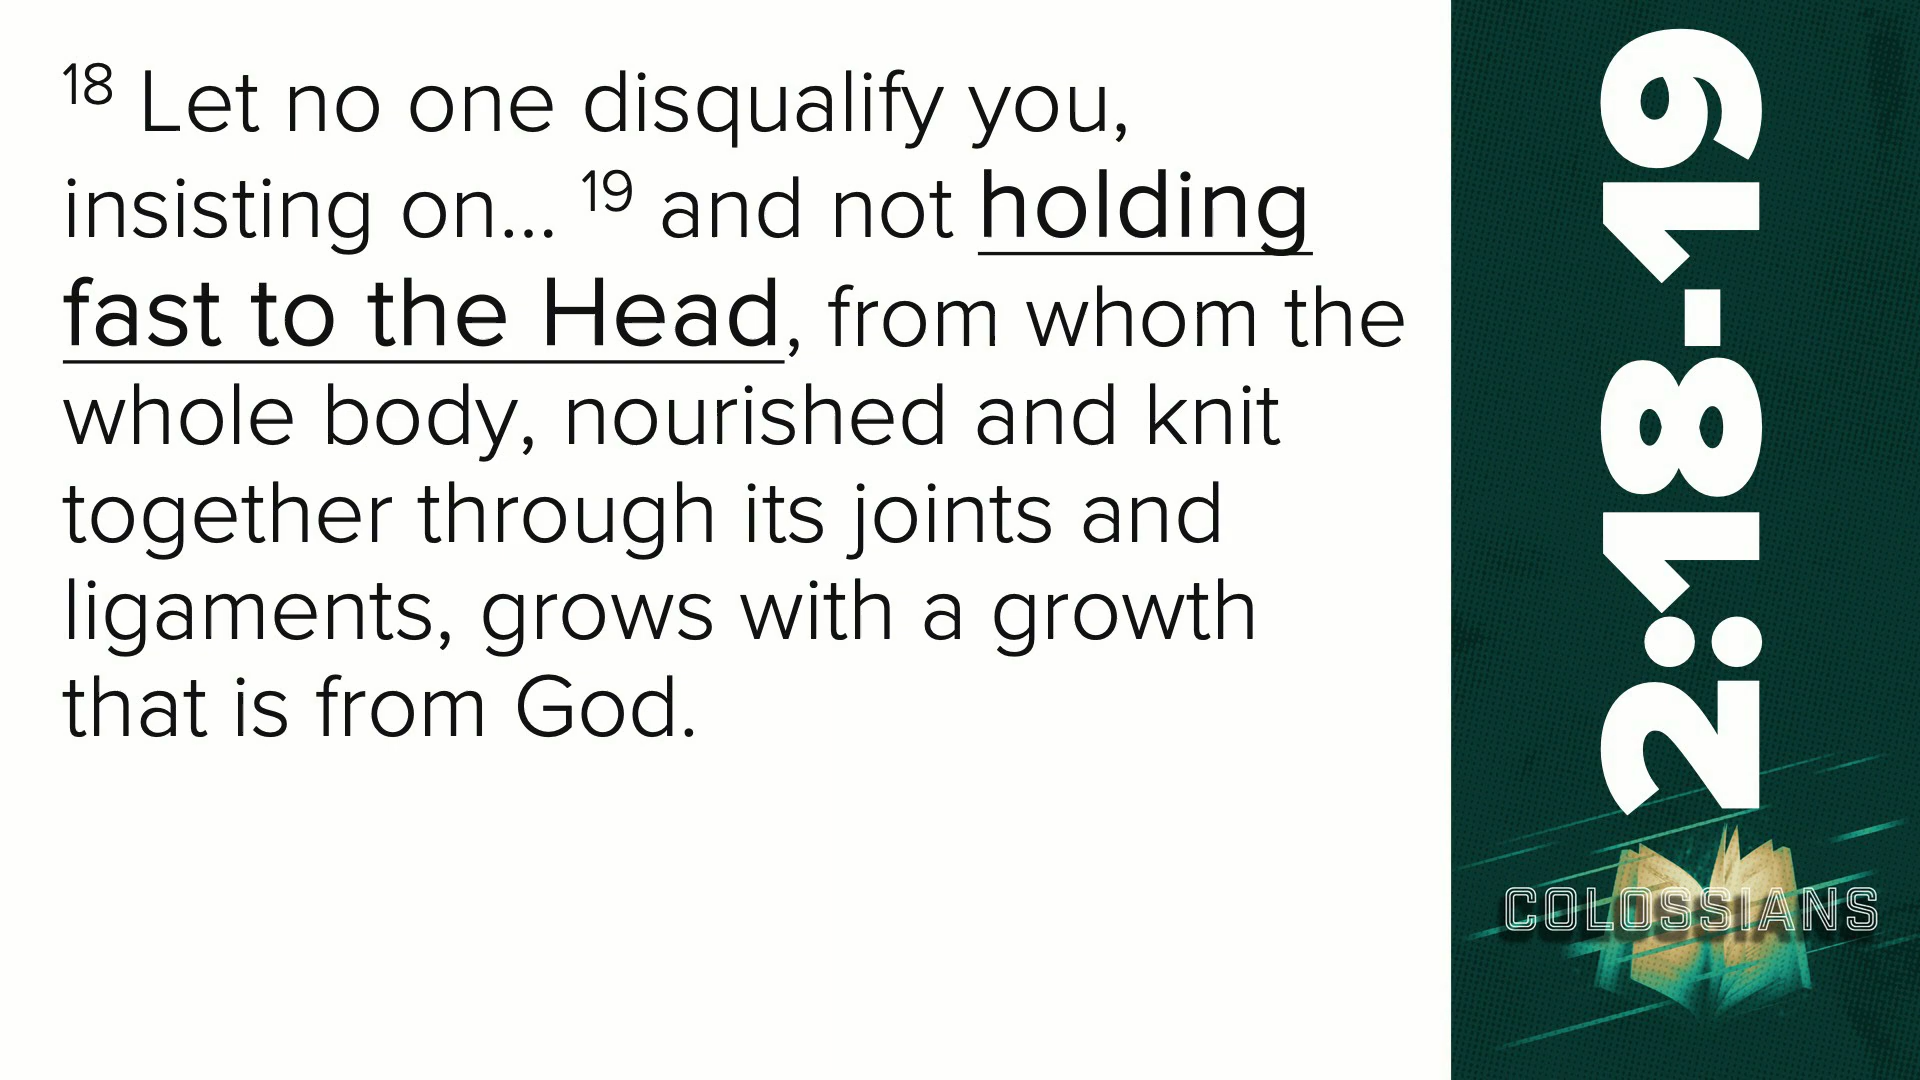 18 Let no one disqualify you,
insisting on... 19 and not holding
fast to the Head, from whom the
whole body, nourished and knit
together through its joints and
ligaments, grows with a growth
that is from God.
2:18-19
COLOSSIANS